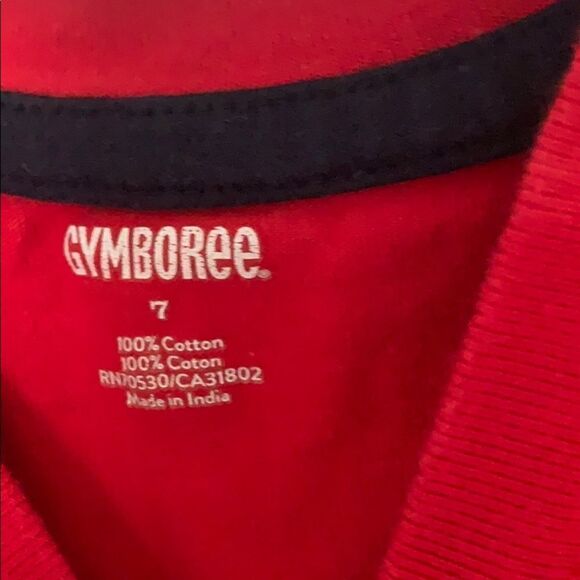 GYMBOREE.
7
100% Cotton
100% Coton
RN70530/CA31802
Made in India